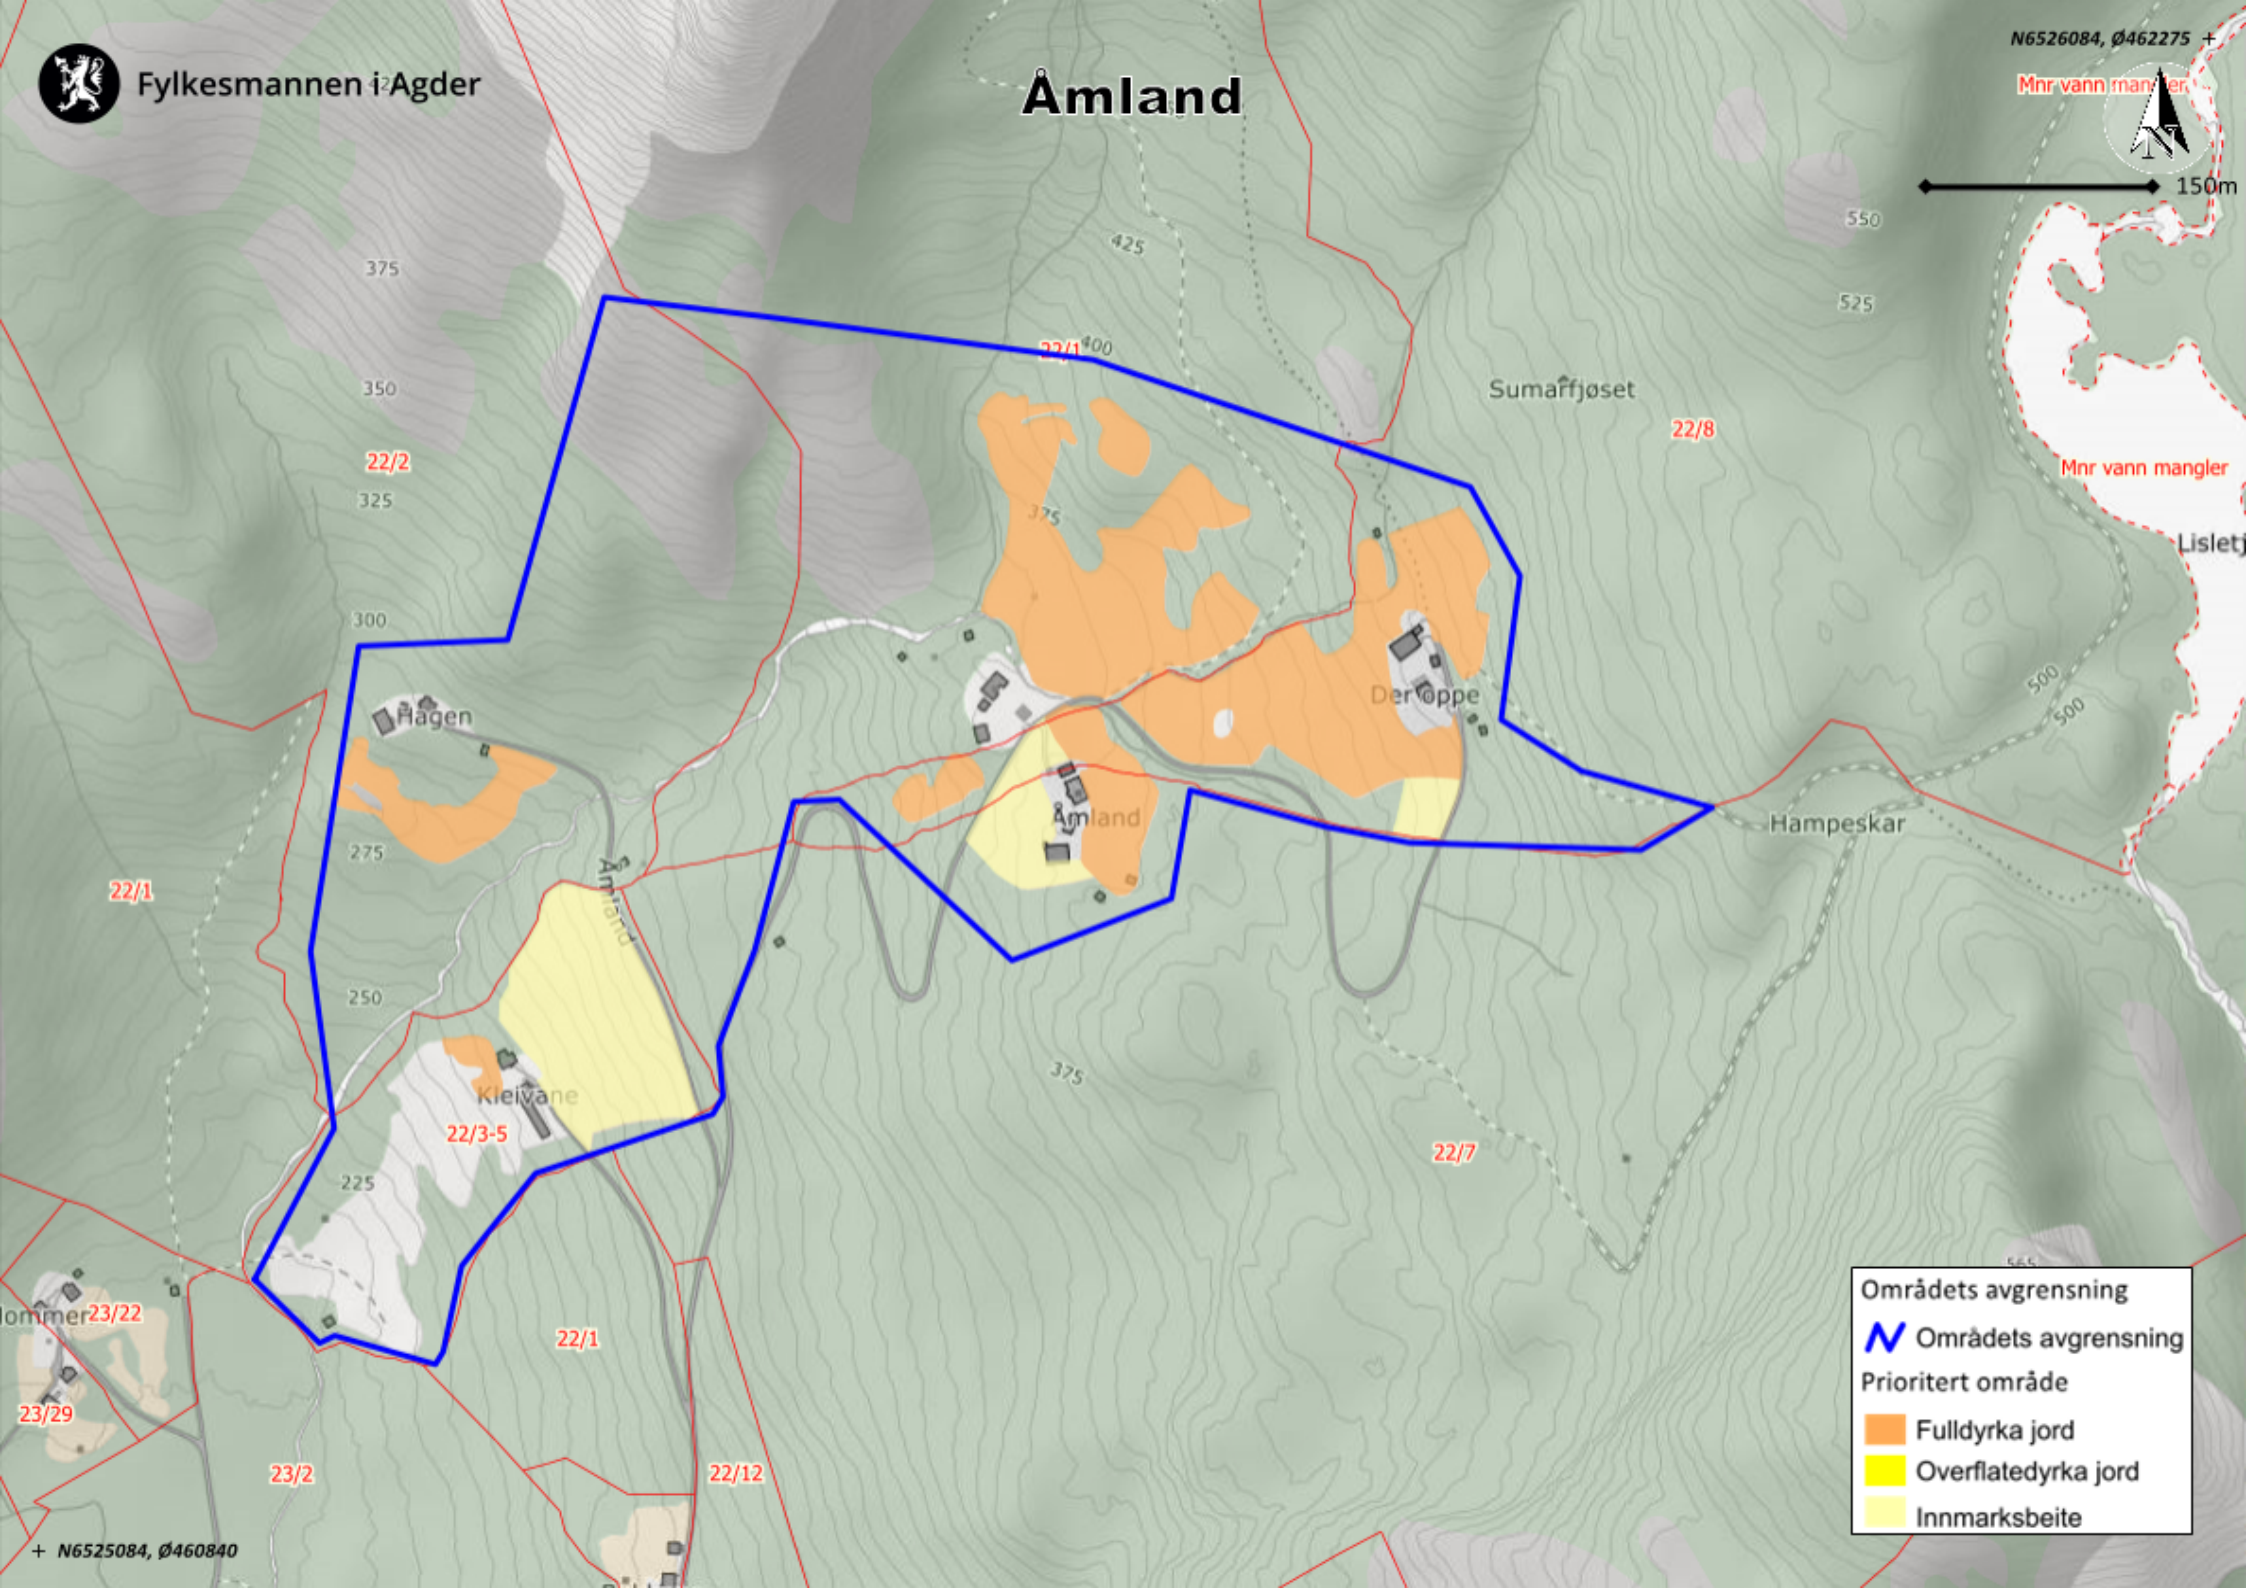 N6526084, Ø462275
Fylkesmannen i Agder
Åmland
Mnr vann mangler
150m
550
425
375
525
22/1
400
350
Sumarfjøset
22/8
22/2
Mnr vann mangler
325
375
300
500
Hagen
Der oppe
500
Åmland
Hampeskar
275
22/1
Åmland
250
375
Kleivane
22/3-5
22/7
225
565
23/22
22/1
23/29
23/2
22/12
N6525084, Ø460840
Områdets avgrensning
Områdets avgrensning
Prioritert område
Fulldyrka jord
Overflatedyrka jord
Innmarksbeite